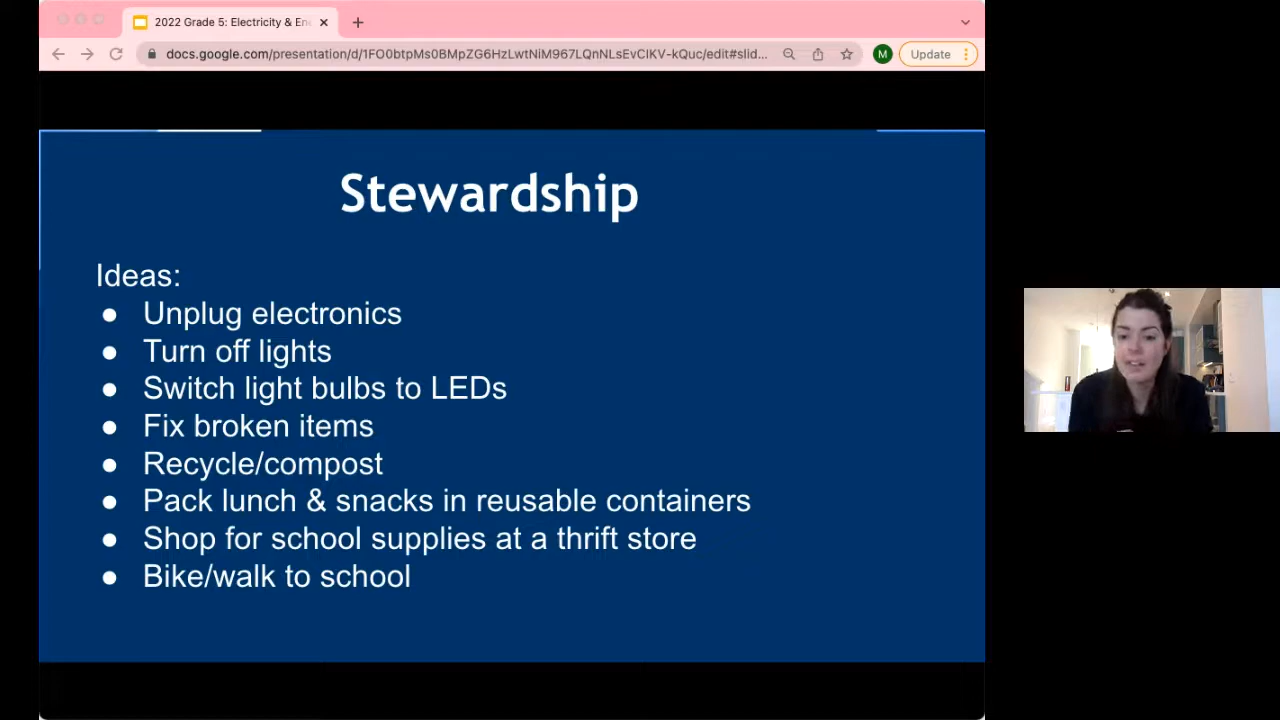 2022 Grade 5: Electricity & En
docs.google.com/presentation/d/1FO0btpMs0BMpZG6HzLwtNiM967LQnNLsEvClKV-kQuc/edit#slid...
M
Update
Stewardship
Ideas:
● Unplug electronics
● Turn off lights
● Switch light bulbs to LEDs
● Fix broken items
● Recycle/compost
● Pack lunch & snacks in reusable containers
● Shop for school supplies at a thrift store
● Bike/walk to school